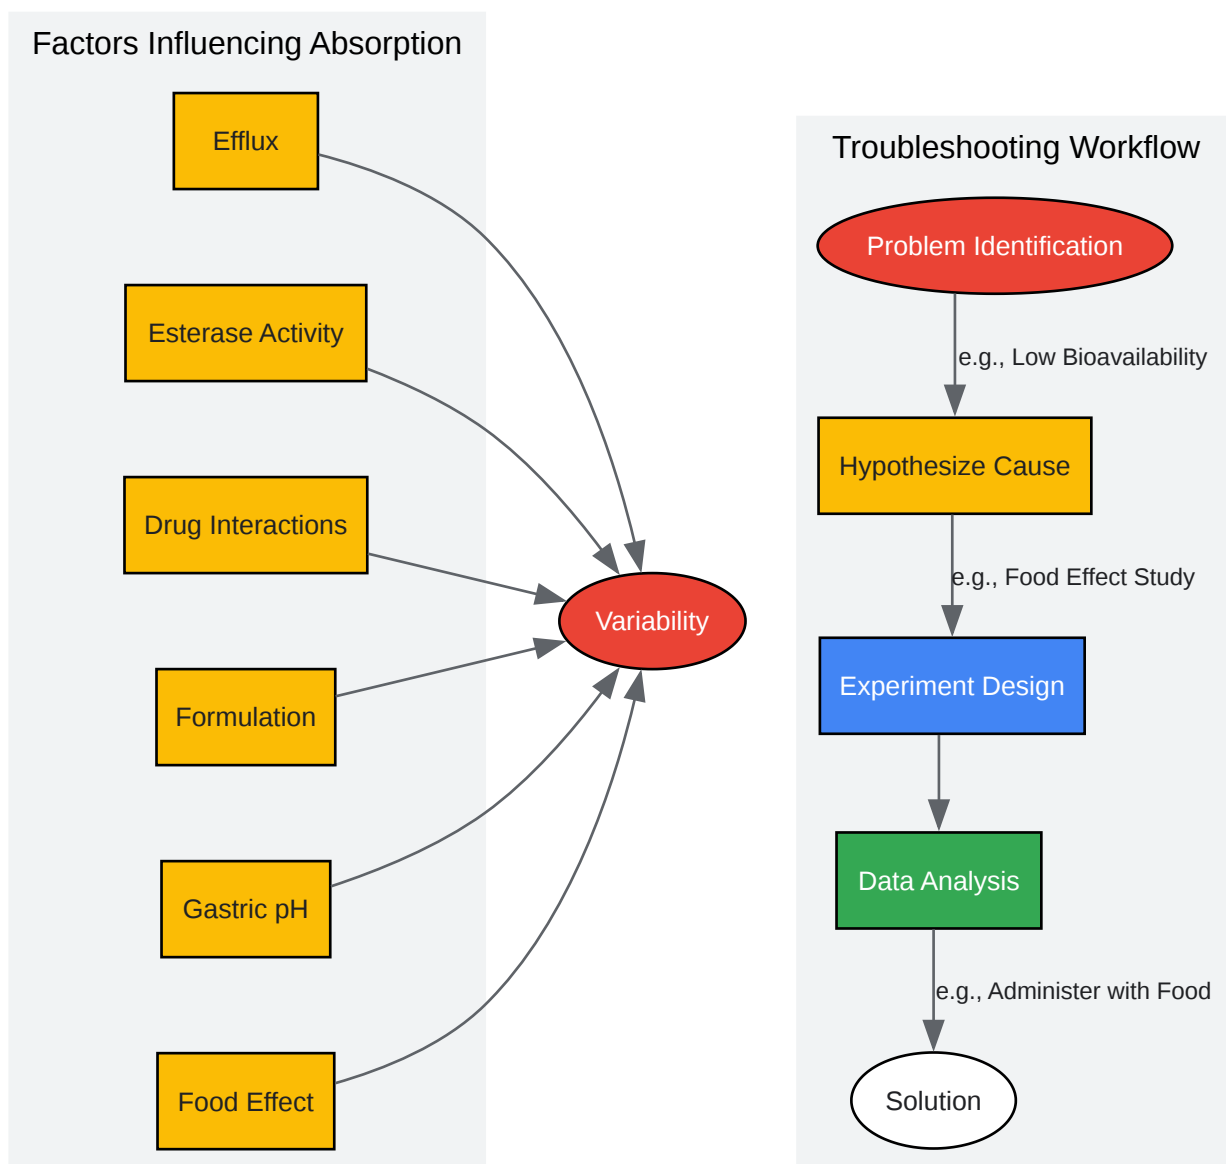 Factors Influencing Absorption
Efflux
Esterase Activity
Drug Interactions
Formulation
Gastric pH
Food Effect
Variability
Troubleshooting Workflow
Problem Identification
e.g., Low Bioavailability
Hypothesize Cause
e.g., Food Effect Study
Experiment Design
Data Analysis
e.g., Administer with Food
Solution